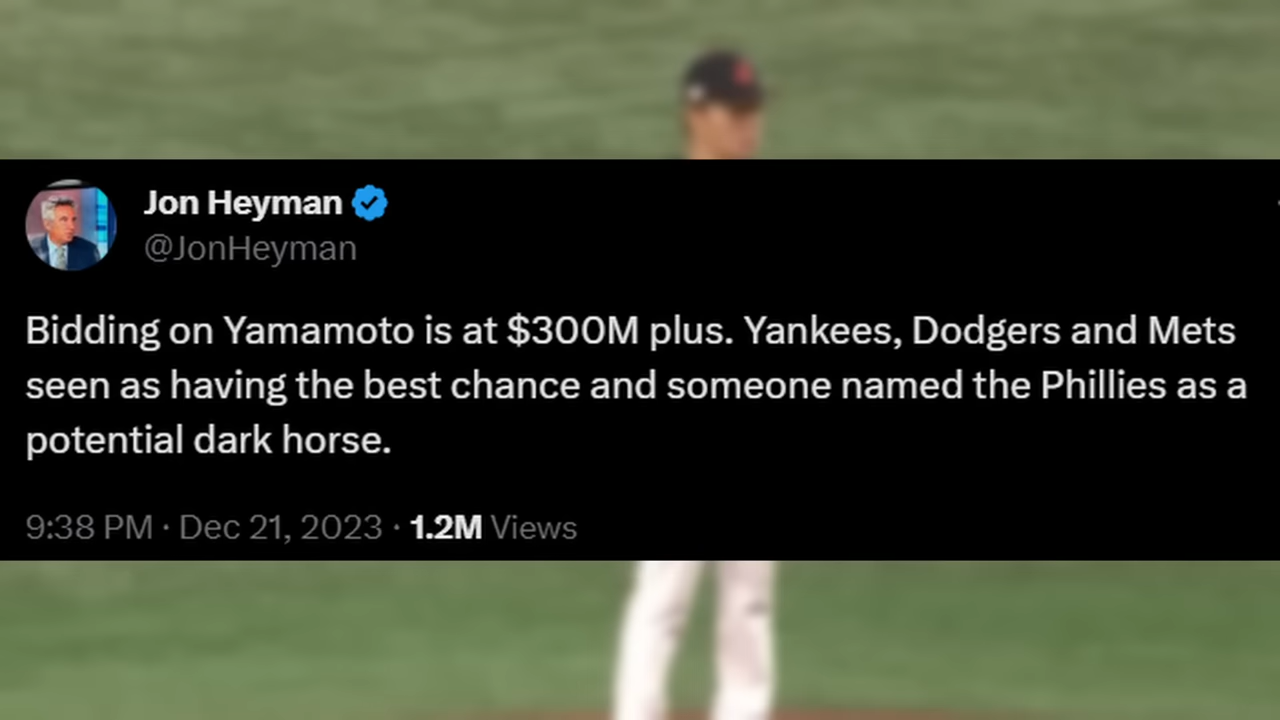 Jon Heyman
@JonHeyman
Bidding on Yamamoto is at $300M plus. Yankees, Dodgers and Mets
seen as having the best chance and someone named the Phillies as a
potential dark horse.
9:38 PM · Dec 21, 2023 · 1.2M Views